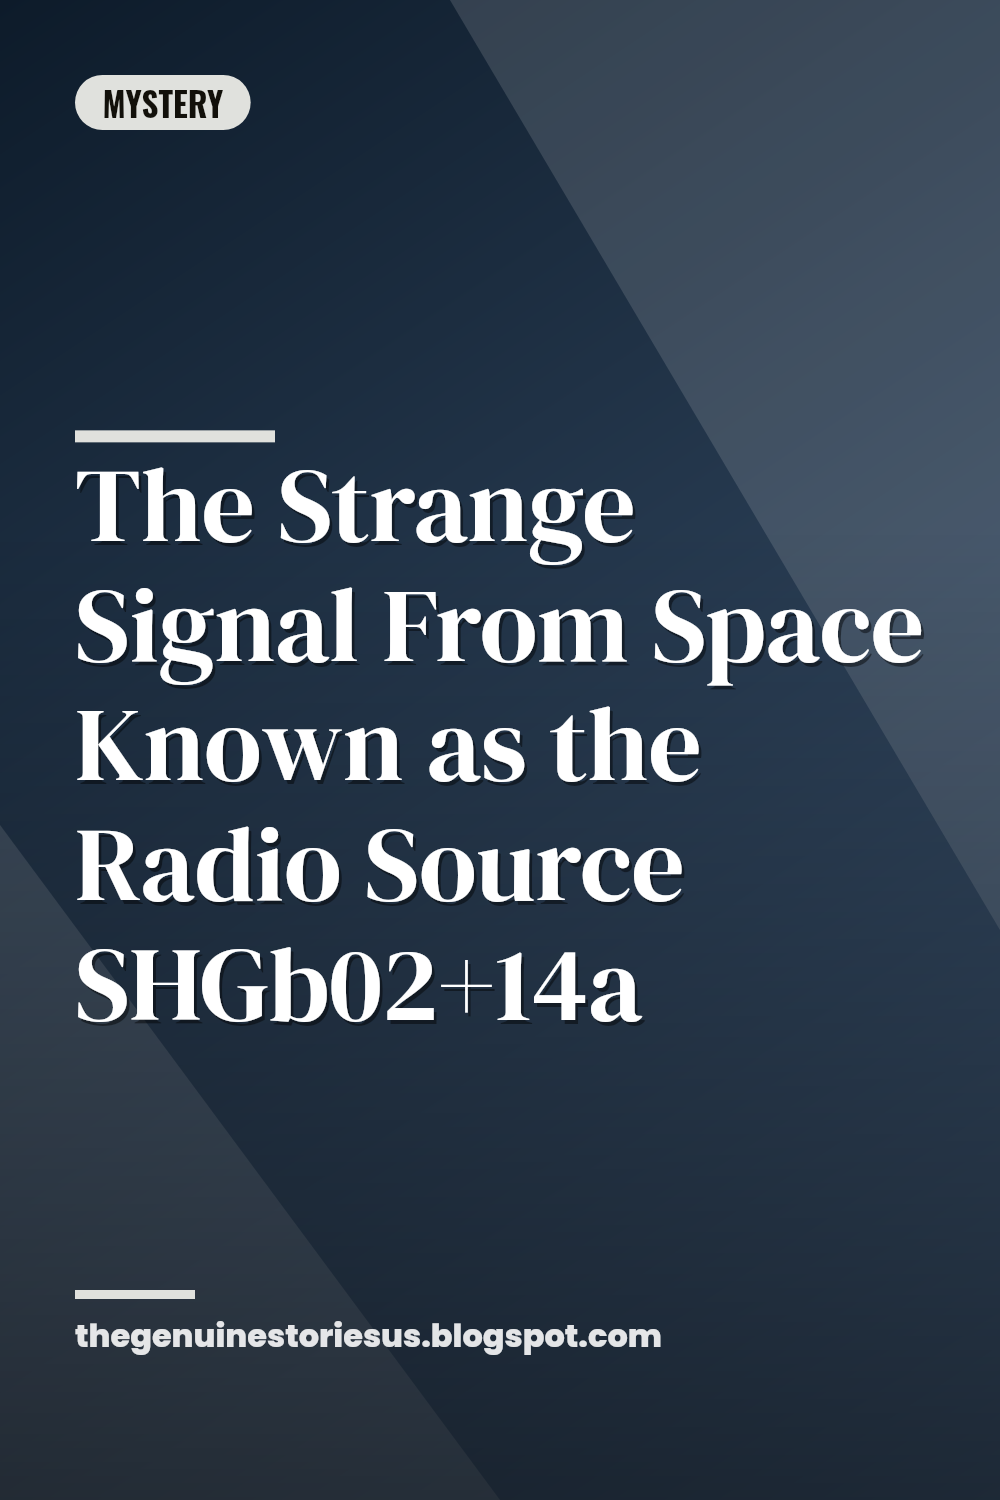 MYSTERY
The Strange
Signal From Space
Known as the
Radio Source
SHGb02+14a
thegenuinestoriesus.blogspot.com